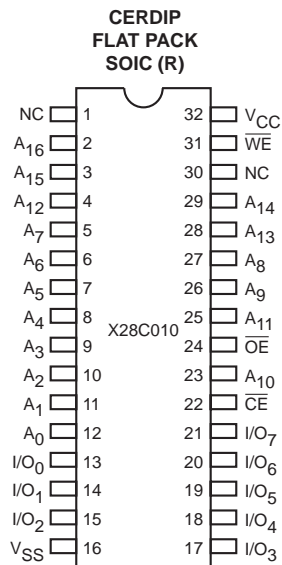 CERDIP
FLAT PACK
SOIC (R)
NC 1 32 VCC
A16 2 31 W̅E̅
A15 3 30 NC
A12 4 29 A14
A7 5 28 A13
A6 6 27 A8
A5 7 26 A9
A4 8 25 A11
X28C010
A3 9 24 O̅E̅
A2 10 23 A10
A1 11 22 C̅E̅
A0 12 21 I/O7
I/O0 13 20 I/O6
I/O1 14 19 I/O5
I/O2 15 18 I/O4
VSS 16 17 I/O3